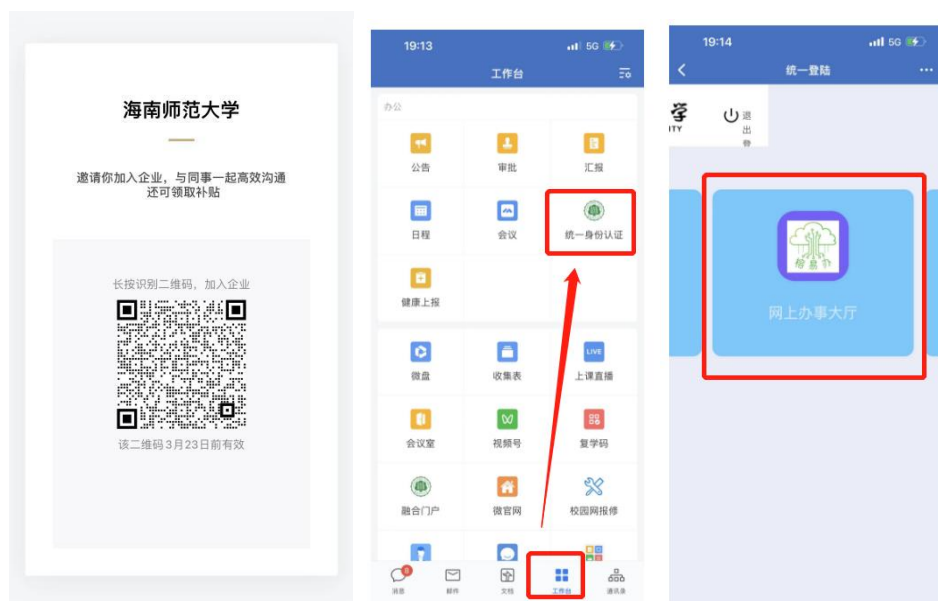 海南师范大学
邀请你加入企业，与同事一起高效沟通
还可领取补贴
长按识别二维码，加入企业
该二维码3月23日前有效
19:13
5G
工作台
办公
公告
审批
汇报
日程
会议
统一身份认证
健康上报
微盘
收集表
LIVE
上课直播
会议室
视频号
复学码
融合门户
微官网
校园网报修
8
消息
邮件
文档
工作台
通讯录
19:14
5G
统一登陆
学
ITY
退
出
登
网上办事大厅